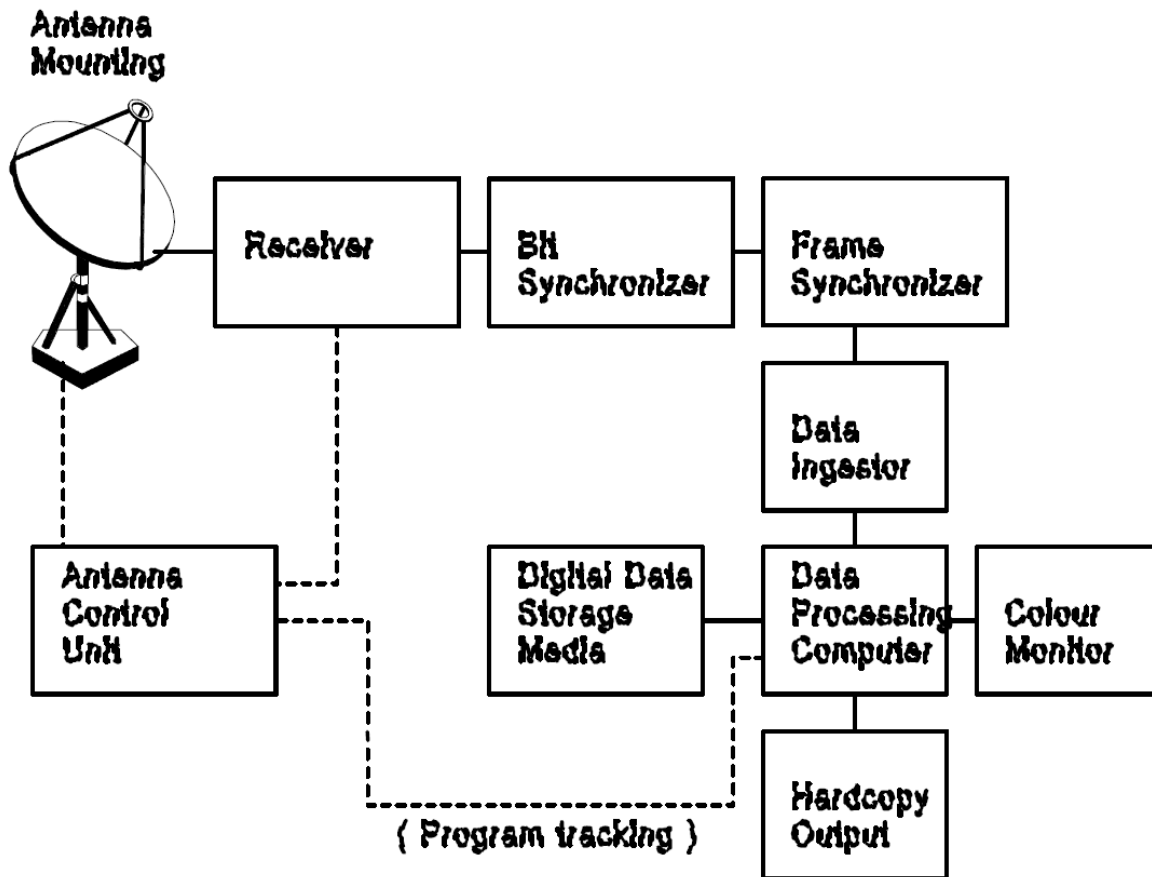 Antenna
Mounting
Receiver
Bit
Synchronizer
Frame
Synchronizer
Data
Ingestor
Antenna
Control
Unit
Digital Data
Storage
Media
Data
Processing
Computer
Colour
Monitor
Hardcopy
Output
( Program tracking )